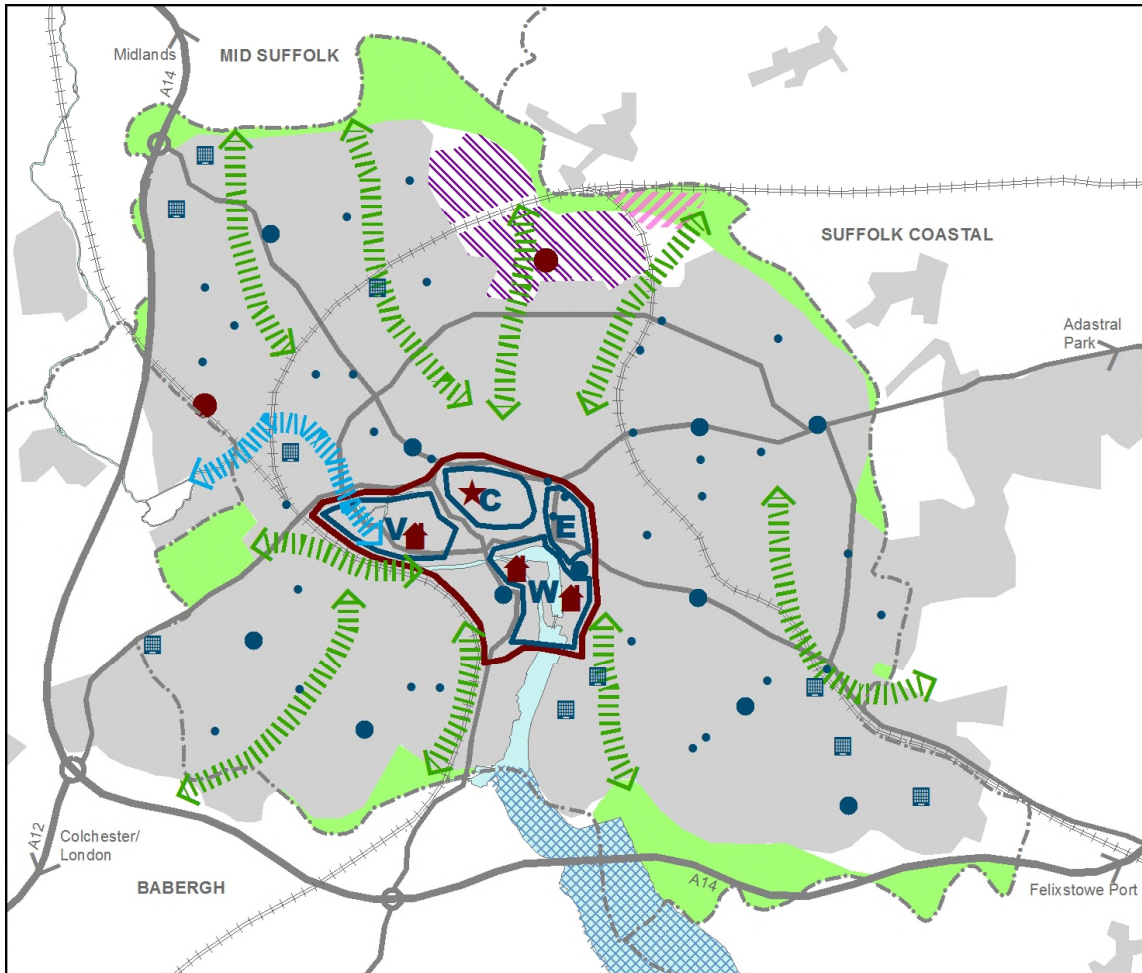 Midlands
MID SUFFOLK
A14
SUFFOLK COASTAL
Adastral
Park
C
V
E
W
A12
Colchester/
London
BABERGH
A14
Felixstowe Port